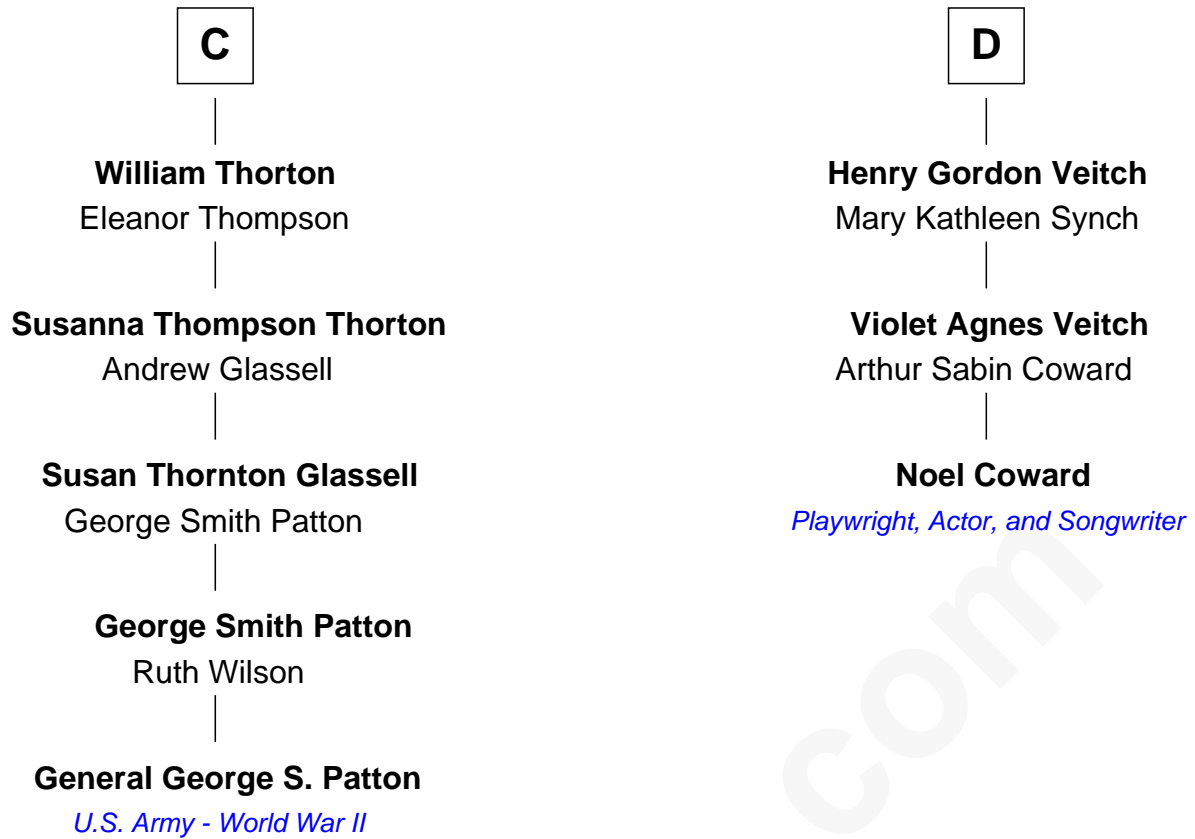 C
William Thorton
Eleanor Thompson
Susanna Thompson Thorton
Andrew Glassell
Susan Thornton Glassell
George Smith Patton
George Smith Patton
Ruth Wilson
General George S. Patton
U.S. Army - World War II
D
Henry Gordon Veitch
Mary Kathleen Synch
Violet Agnes Veitch
Arthur Sabin Coward
Noel Coward
Playwright, Actor, and Songwriter
com